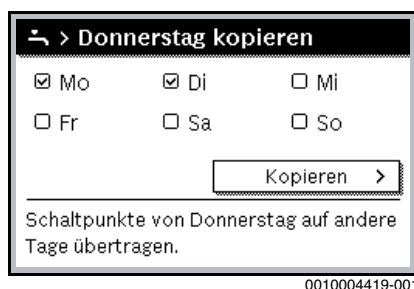 > Donnerstag kopieren
Mo Di Mi
Fr Sa So
Kopieren >
Schaltpunkte von Donnerstag auf andere
Tage übertragen.
0010004419-001